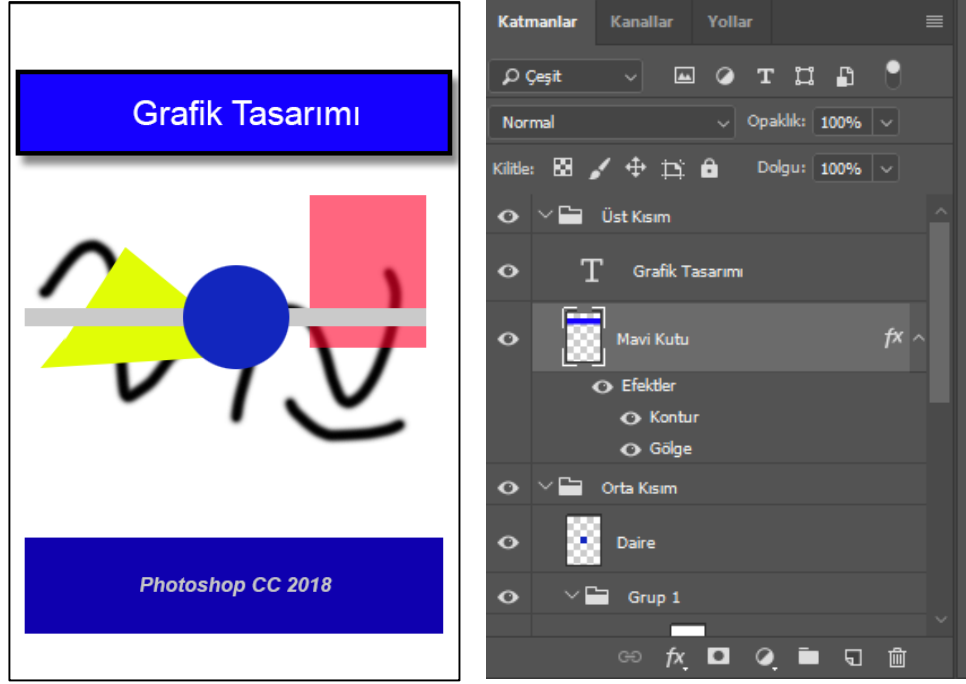 Grafik Tasarımı
Photoshop CC 2018
Katmanlar Kanallar Yollar
Çeşit
Normal Opaklık: 100%
Kilitle: Dolgu: 100%
Üst Kısım
T Grafik Tasarımı
Mavi Kutu fx
Efektler
Kontur
Gölge
Orta Kısım
Daire
Grup 1
fx